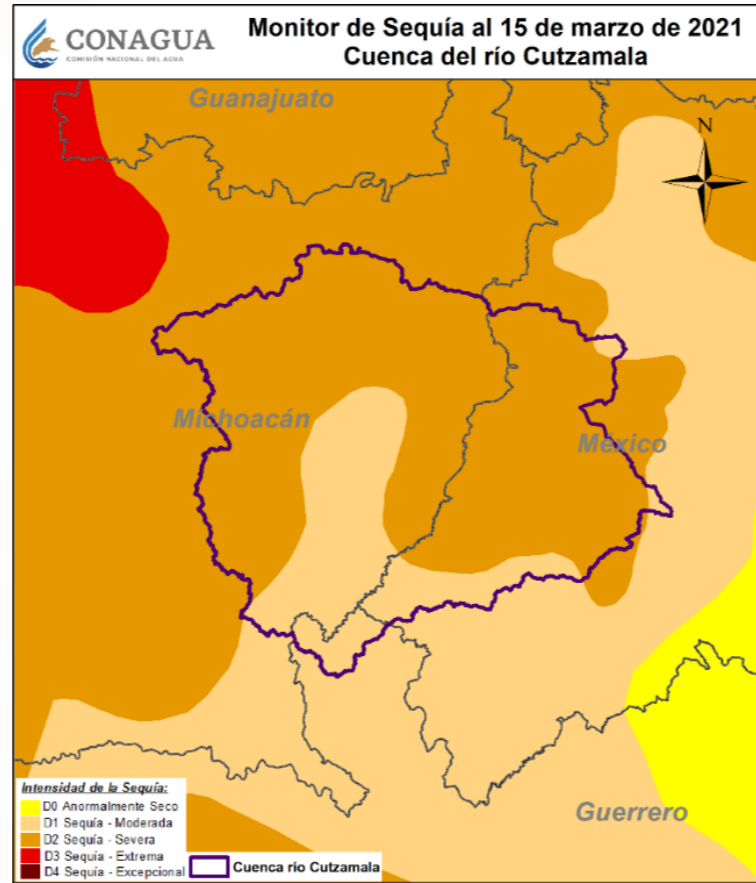 CONAGUA
COMISIÓN NACIONAL DEL AGUA
Monitor de Sequía al 15 de marzo de 2021
Cuenca del río Cutzamala
Guanajuato
N
Michoacán
México
Guerrero
Intensidad de la Sequía:
D0 Anormalmente Seco
D1 Sequía - Moderada
D2 Sequía - Severa
D3 Sequía - Extrema
D4 Sequía - Excepcional
Cuenca río Cutzamala